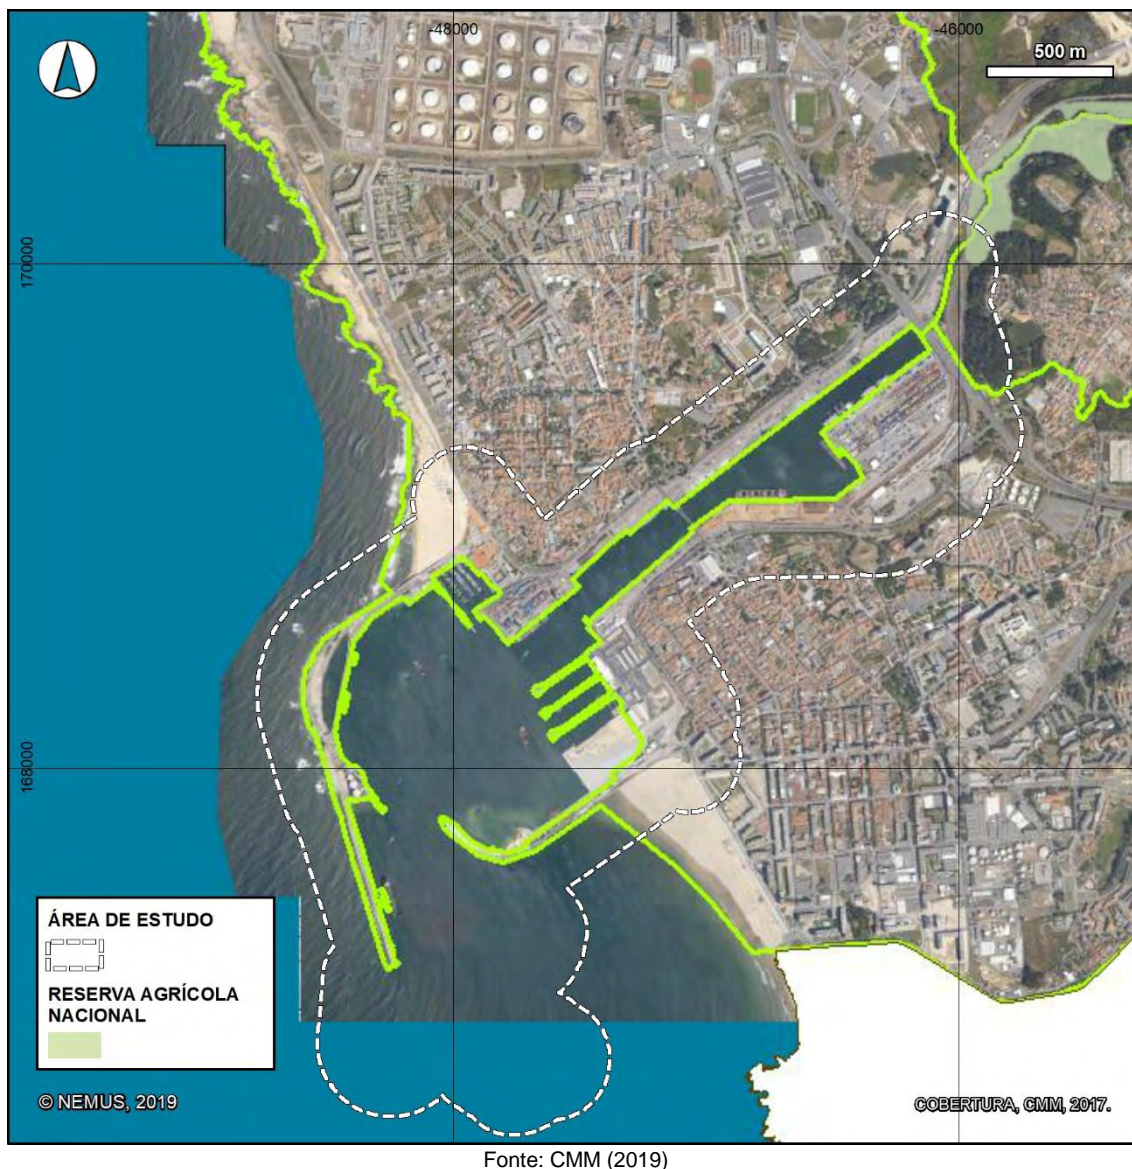 -48000
-46000
500 m
170000
168000
ÁREA DE ESTUDO
RESERVA AGRÍCOLA
NACIONAL
© NEMUS, 2019
COBERTURA, CMM, 2017.
Fonte: CMM (2019)